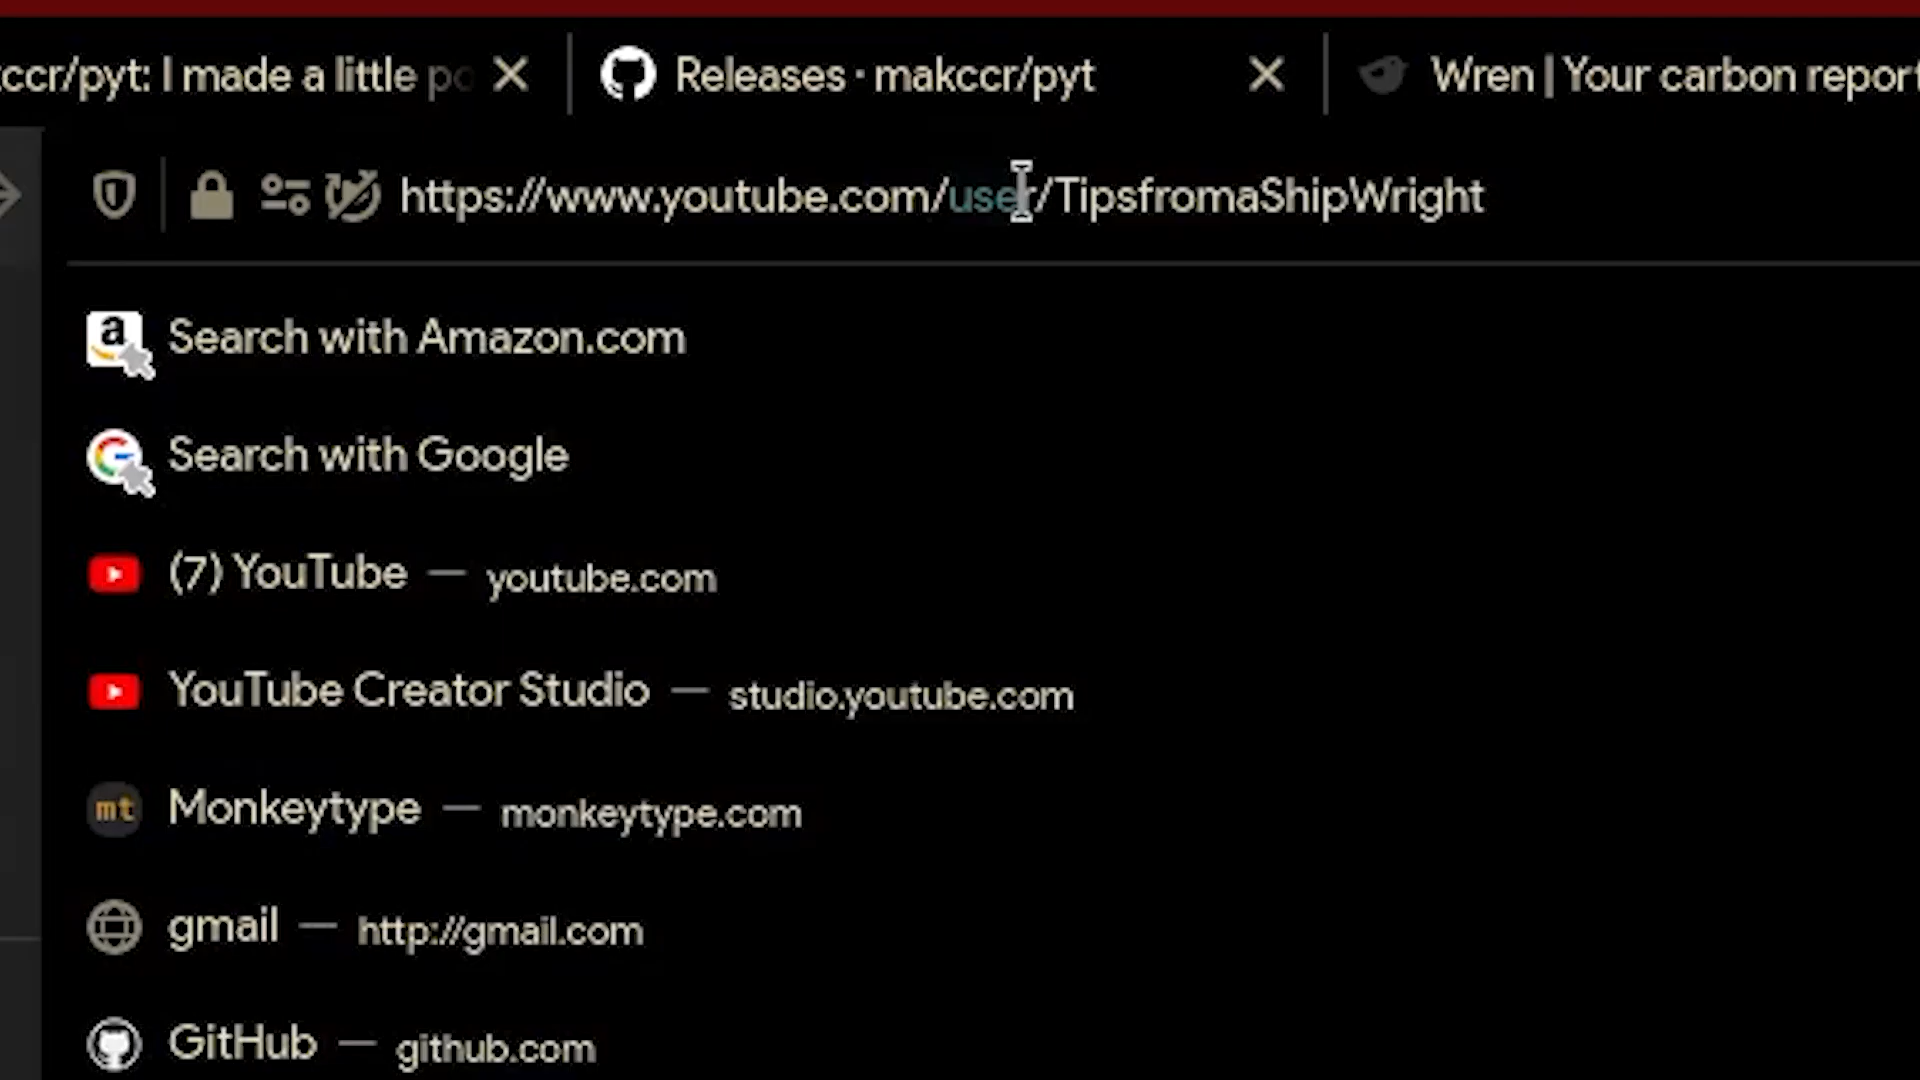 ccr/pyt: I made a little
Releases · makccr/pyt
Wren | Your carbon report
https://www.youtube.com/user/TipsfromaShipWright
a Search with Amazon.com
Search with Google
(7) YouTube — youtube.com
YouTube Creator Studio — studio.youtube.com
mt Monkeytype — monkeytype.com
gmail — http://gmail.com
GitHub — github.com